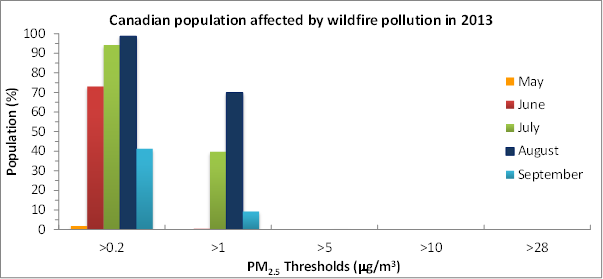 Canadian population affected by wildfire pollution in 2013
100
90
80
70
60
50
40
30
20
10
0
Population (%)
>0.2 >1 >5 >10 >28
PM2.5 Thresholds (µg/m³)
May
June
July
August
September